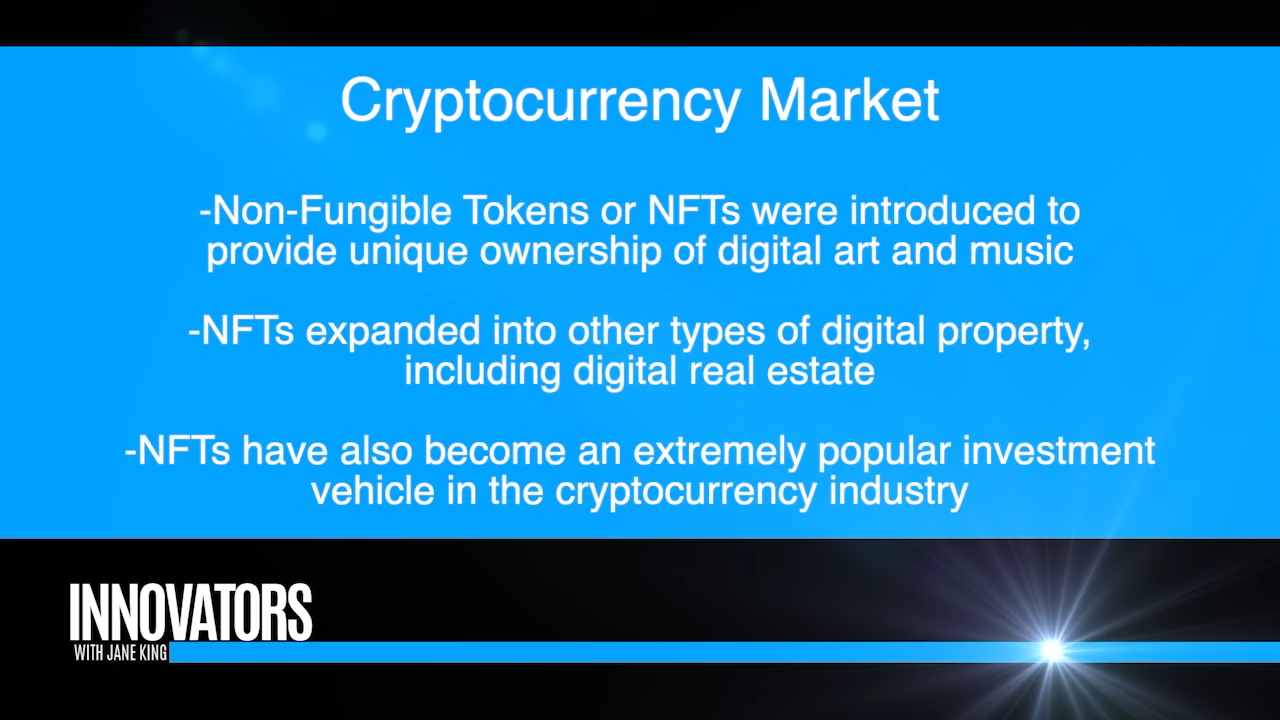 Cryptocurrency Market
-Non-Fungible Tokens or NFTs were introduced to
provide unique ownership of digital art and music
-NFTs expanded into other types of digital property,
including digital real estate
-NFTs have also become an extremely popular investment
vehicle in the cryptocurrency industry
INNOVATORS
WITH JANE KING